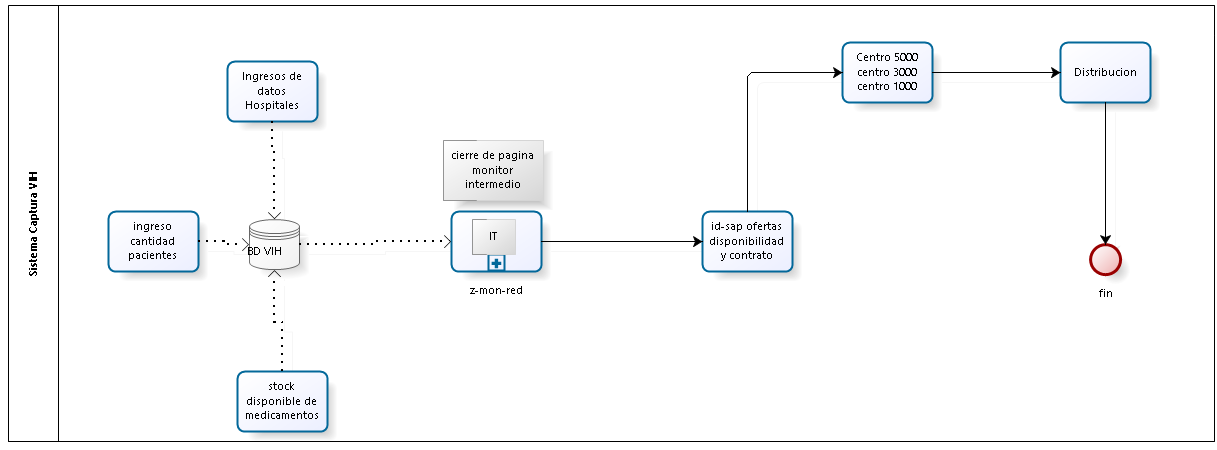 Sistema Captura VIH
Ingresos de
datos
Hospitales
ingreso
cantidad
pacientes
BD VIH
stock
disponible de
medicamentos
cierre de pagina
monitor
intermedio
IT
z-mon-red
id-sap ofertas
disponibilidad
y contrato
Centro 5000
centro 3000
centro 1000
Distribucion
fin